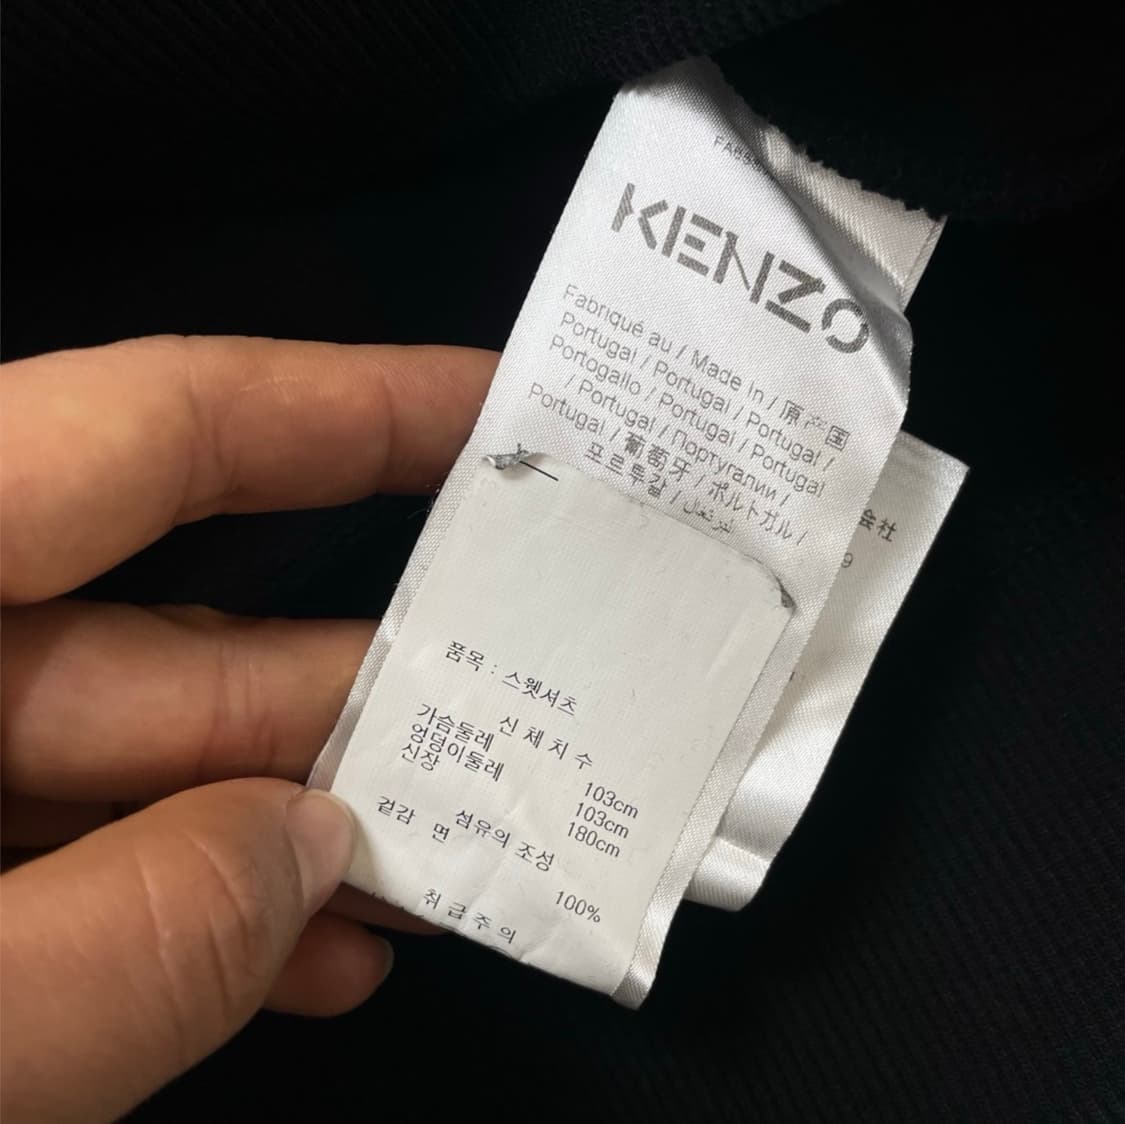 KENZO
Fabriqué au / Made in / 原产国
Portugal / Portugal / Portugal /
Portogallo / Portugal / Portugal
/ Portugal / Португалии /
Portugal / 葡萄牙 / ポルトガル /
포르투갈 / البرتغال
会社
9
품목 : 스웻셔츠
신 체 치 수
가슴둘레 103cm
엉덩이둘레 103cm
신장 180cm
섬유의 조성
겉감 면 100%
취 급 주 의